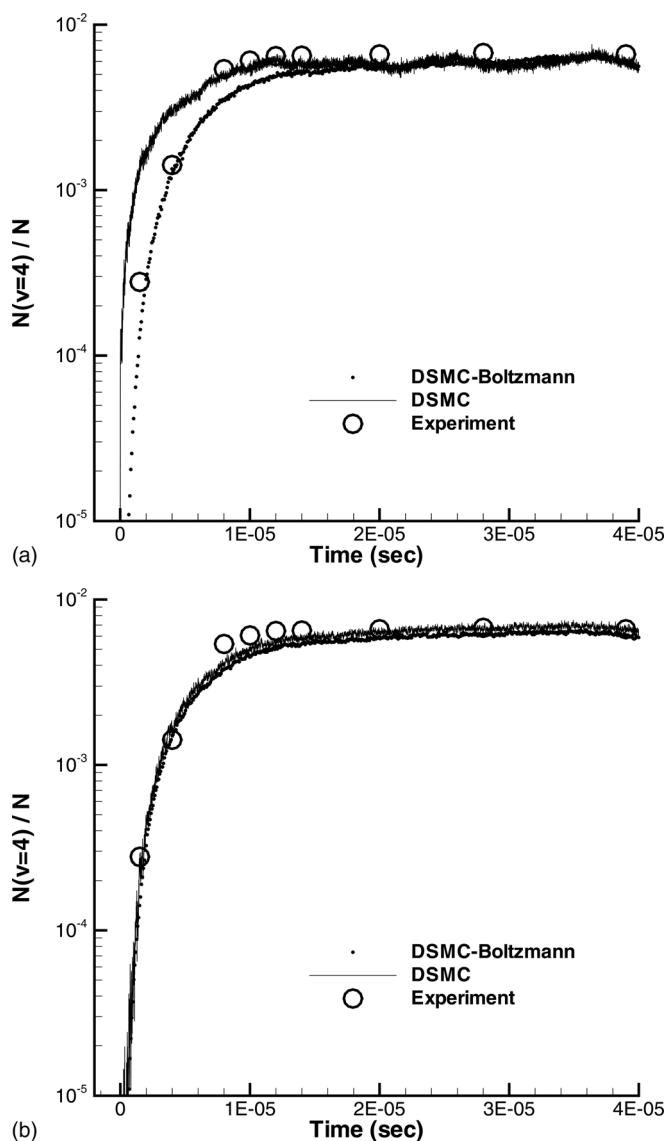 10-2
10-3
10-4
10-5
N(v=4) / N
DSMC-Boltzmann
DSMC
Experiment
0 1E-05 2E-05 3E-05 4E-05
(a) Time (sec)
10-2
10-3
10-4
10-5
N(v=4) / N
DSMC-Boltzmann
DSMC
Experiment
0 1E-05 2E-05 3E-05 4E-05
(b) Time (sec)